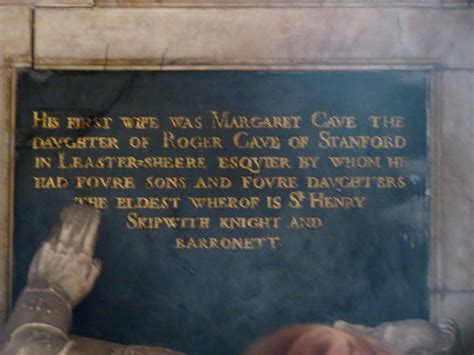 His first wife was Margaret Cave the
davghter of Roger Cave of Stanford
in Leaster=sheere esqvier by whom he
had fovre sons and fovre davghters
the eldest wherof is Sr Henry
Skipwith knight and
barronett